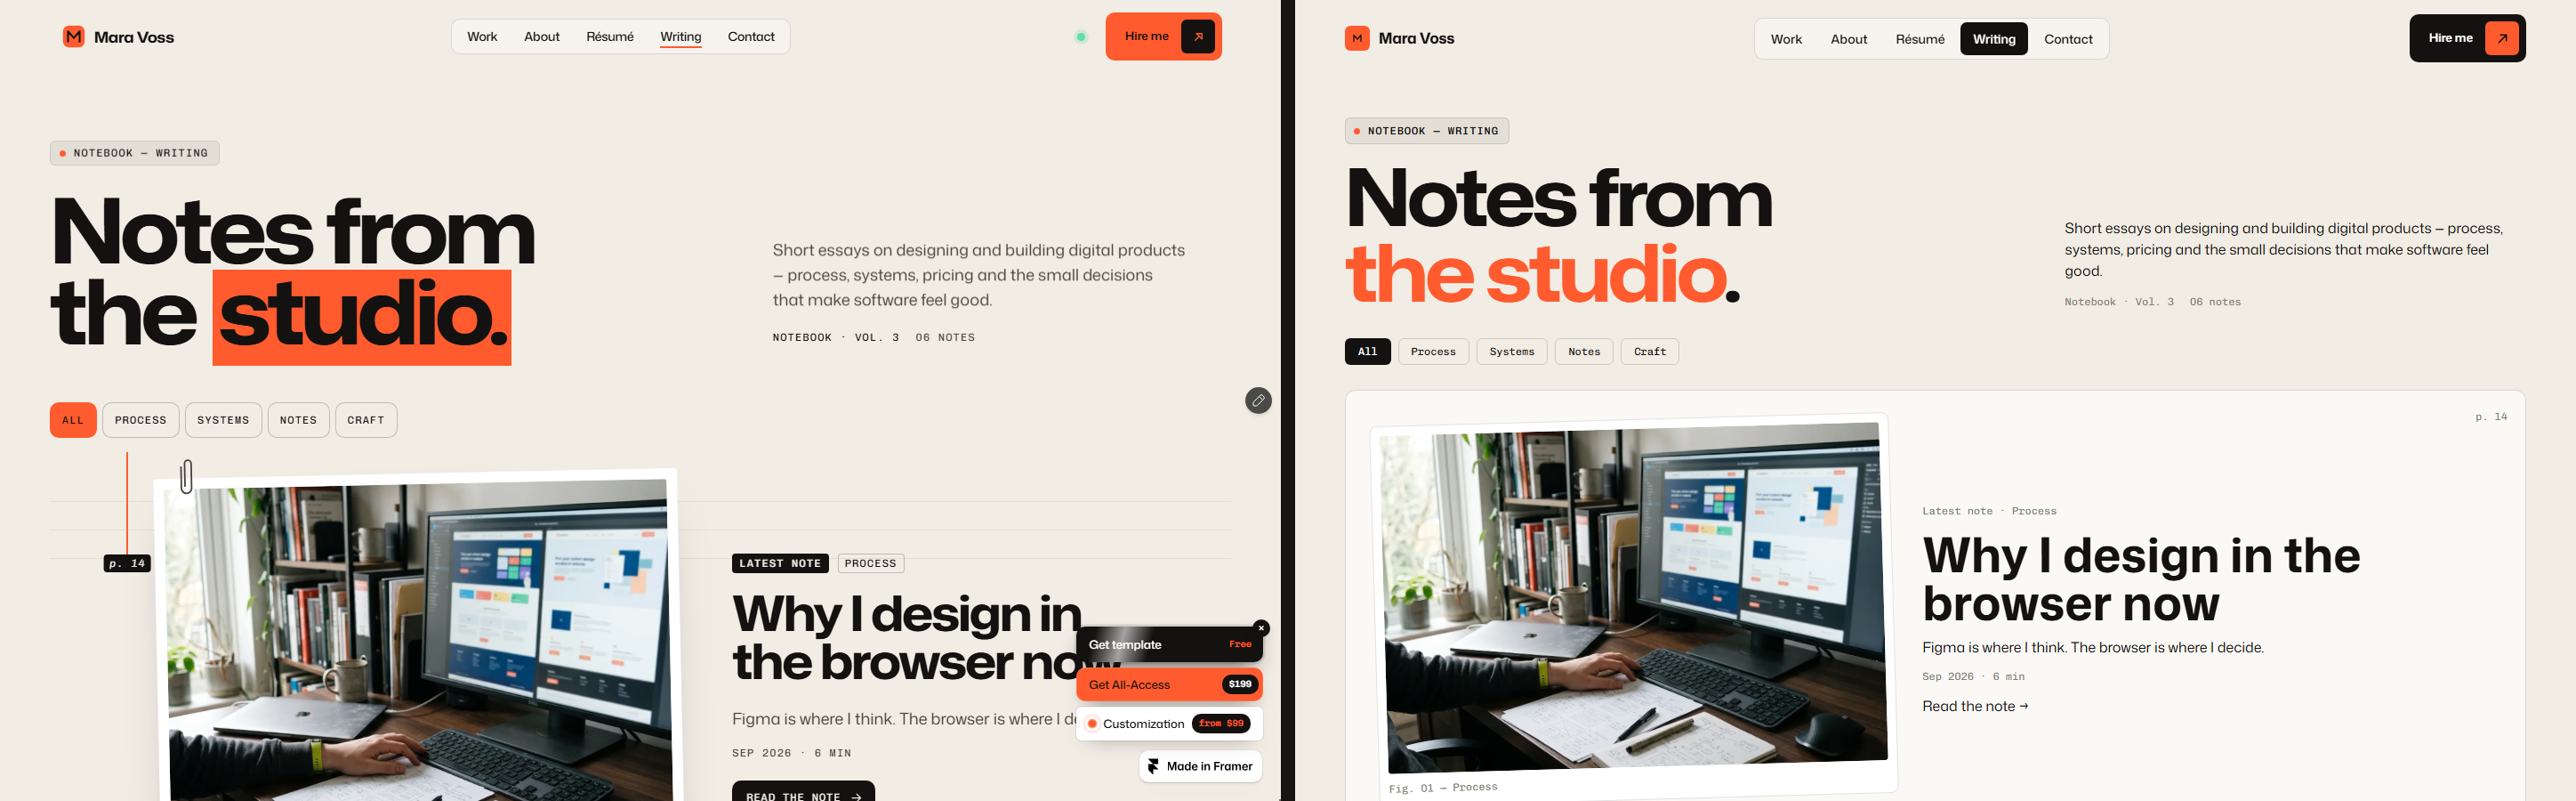 Mara Voss
Work About Résumé Writing Contact
Hire me
NOTEBOOK — WRITING
Notes from
the studio.
Short essays on designing and building digital products
— process, systems, pricing and the small decisions
that make software feel good.
NOTEBOOK · VOL. 3 06 NOTES
ALL PROCESS SYSTEMS NOTES CRAFT
p. 14
LATEST NOTE PROCESS
Why I design in
the browser now
Figma is where I think. The browser is where I de
SEP 2026 · 6 MIN
READ THE NOTE →
Get template Free
Get All-Access $199
Customization from $99
Made in Framer
Mara Voss
Work About Résumé Writing Contact
Hire me
NOTEBOOK — WRITING
Notes from
the studio.
Short essays on designing and building digital products — process,
systems, pricing and the small decisions that make software feel
good.
Notebook · Vol. 3 06 notes
All Process Systems Notes Craft
p. 14
Latest note · Process
Why I design in the
browser now
Figma is where I think. The browser is where I decide.
Sep 2026 · 6 min
Read the note →
Fig. 01 — Process